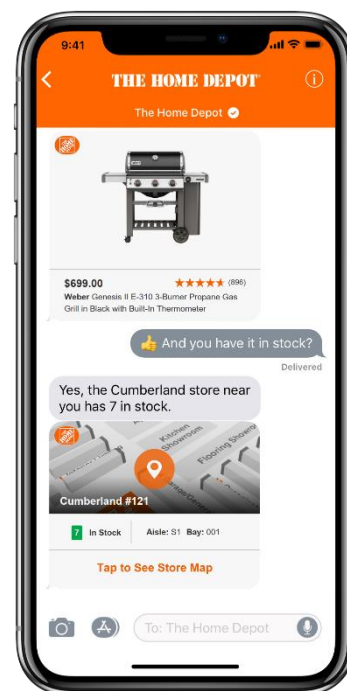 9:41
THE HOME DEPOT
The Home Depot
$699.00 (896)
Weber Genesis II E-310 3-Burner Propane Gas
Grill in Black with Built-In Thermometer
👍 And you have it in stock?
Delivered
Yes, the Cumberland store near
you has 7 in stock.
Kitchen
Showroom
Flooring Showroom
Cumberland #121
7 In Stock Aisle: S1 Bay: 001
Tap to See Store Map
To: The Home Depot